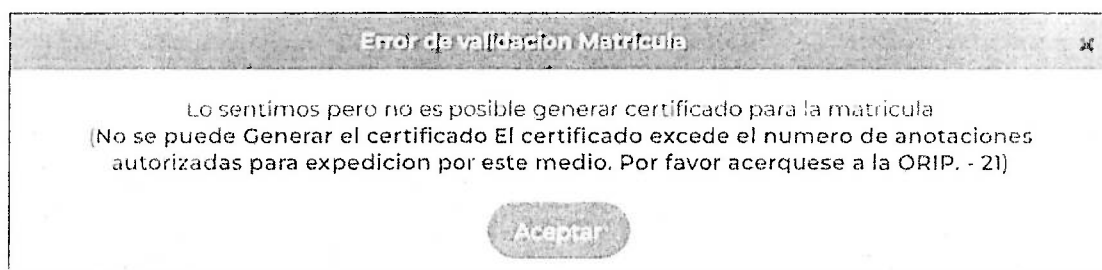 Error de validacion Matricula
Lo sentimos pero no es posible generar certificado para la matricula
(No se puede Generar el certificado El certificado excede el numero de anotaciones
autorizadas para expedicion por este medio. Por favor acerquese a la ORIP. - 21)
Aceptar